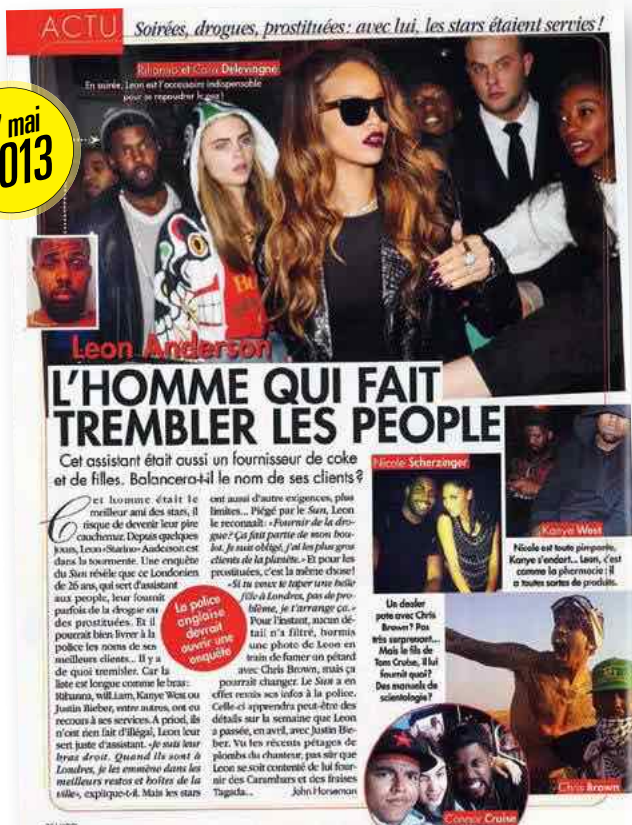 ACTU
Soirées, drogues, prostituées : avec lui, les stars étaient servies !
Rihanna et Cara Delevingne
En soirée, Leon est l'accessoire indispensable
pour se repoudrer le nez !
mai
013
Leon Anderson
L'HOMME QUI FAIT
TREMBLER LES PEOPLE
Cet assistant était aussi un fournisseur de coke
et de filles. Balancera-t-il le nom de ses clients ?
Cet homme était le
meilleur ami des stars, il
risque de devenir leur pire
cauchemar. Depuis quelques
jours, Leon «Starino» Anderson est
dans la tourmente. Une enquête
du Sun révèle que ce Londonien
de 26 ans, qui sert d'assistant
aux people, leur fournit
parfois de la drogue ou
des prostituées. Et il
pourrait bien livrer à la
police les noms de ses
meilleurs clients... Il y a
de quoi trembler. Car la
liste est longue comme le bras :
Rihanna, will.i.am, Kanye West ou
Justin Bieber, entre autres, ont eu
recours à ses services. A priori, ils
n'ont rien fait d'illégal, Leon leur
sert juste d'assistant. «Je suis leur
bras droit. Quand ils sont à
Londres, je les emmène dans les
meilleurs restos et boîtes de la
ville», explique-t-il. Mais les stars
ont aussi d'autre exigences, plus
limites... Piégé par le Sun, Leon
le reconnaît : «Fournir de la dro-
gue ? Ça fait partie de mon bou-
lot. Je suis obligé, j'ai les plus gros
clients de la planète.» Et pour les
prostituées, c'est la même chose !
«Si tu veux te taper une belle
fille à Londres, pas de pro-
blème, je t'arrange ça.»
Pour l'instant, aucun dé-
tail n'a filtré, hormis
une photo de Leon en
train de fumer un pétard
avec Chris Brown, mais ça
pourrait changer. Le Sun a en
effet remis ses infos à la police.
Celle-ci apprendra peut-être des
détails sur la semaine que Leon
a passée, en avril, avec Justin Bie-
ber. Vu les récents pétages de
plombs du chanteur, pas sûr que
Leon se soit contenté de lui four-
nir des Carambars et des fraises
Tagada...
John Horseman
La police
anglaise
devrait
ouvrir une
enquête
Nicole Scherzinger
Kanye West
Nicole est toute pimpante,
Kanye s'endort... Leon, c'est
comme la pharmacie : il
a toutes sortes de produits.
Un dealer
pote avec Chris
Brown ? Pas
très surprenant...
Mais le fils de
Tom Cruise, il lui
fournit quoi ?
Des manuels de
scientologie ?
Chris Brown
Connor Cruise